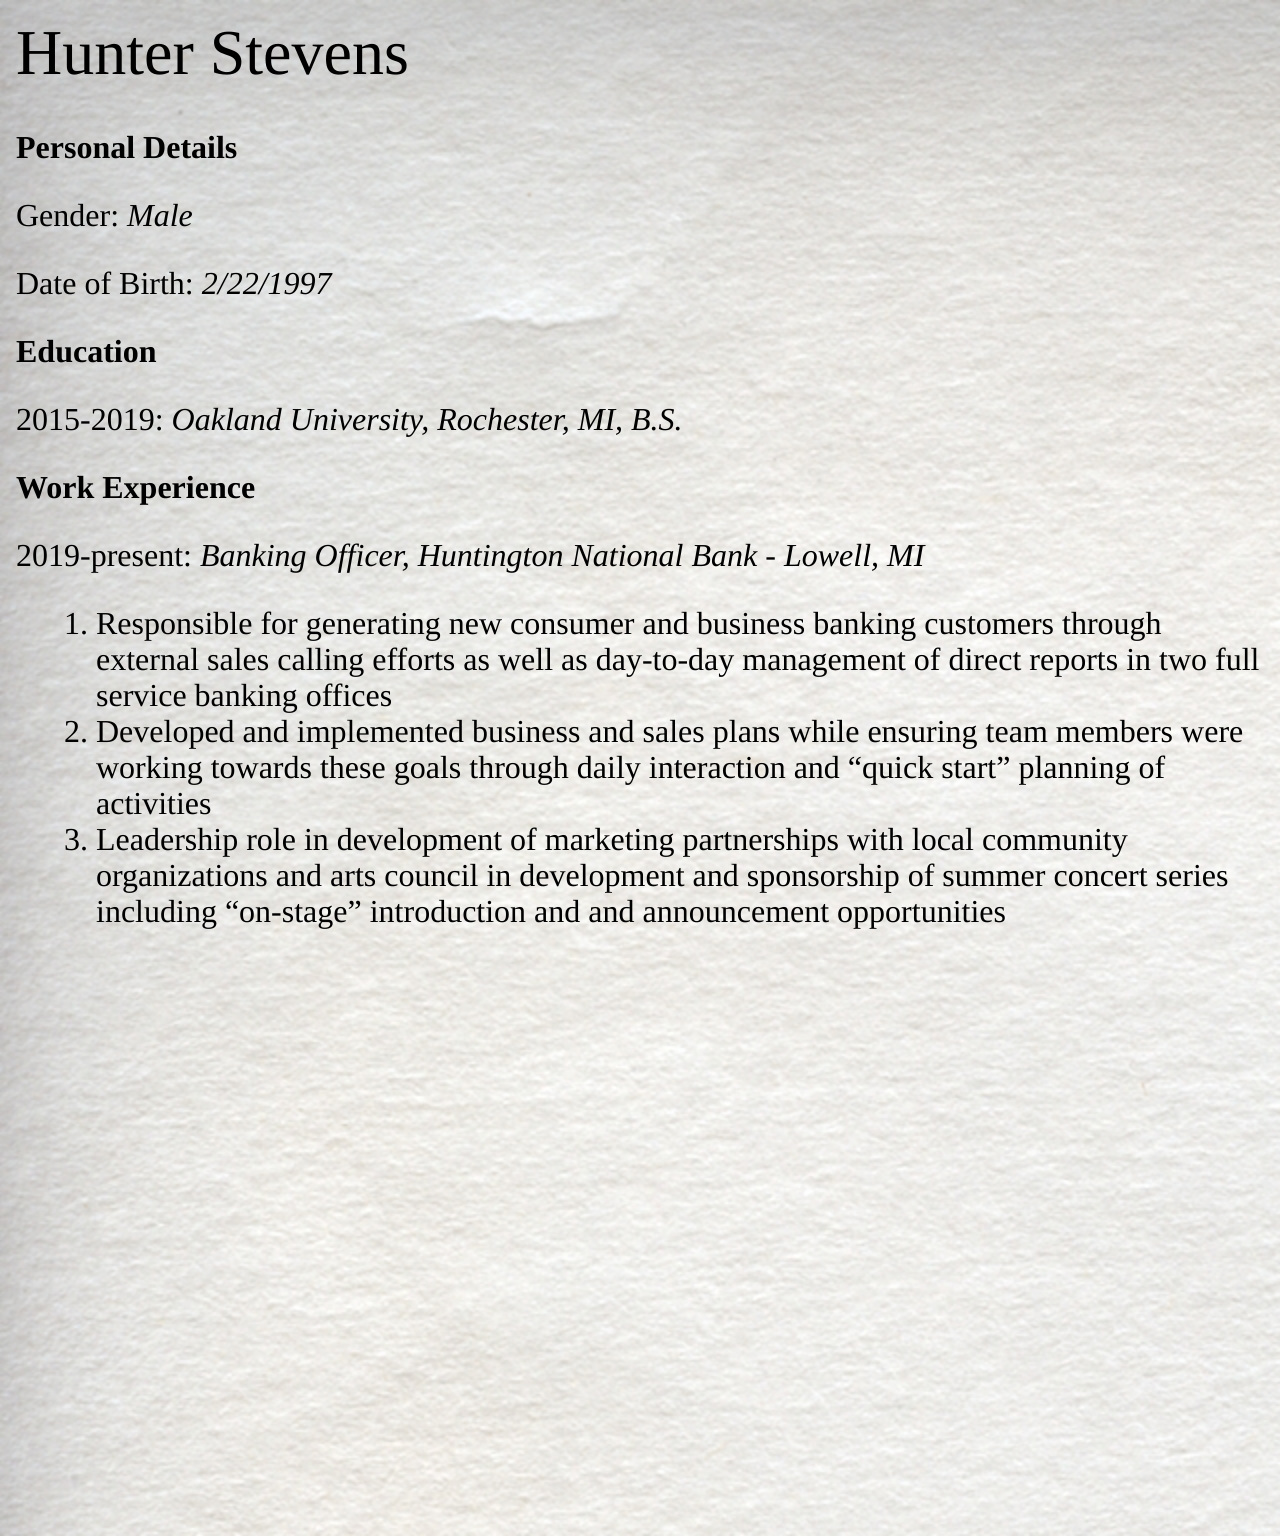 Hunter Stevens
Personal Details
Gender: Male
Date of Birth: 2/22/1997
Education
2015-2019: Oakland University, Rochester, MI, B.S.
Work Experience
2019-present: Banking Officer, Huntington National Bank - Lowell, MI
1. Responsible for generating new consumer and business banking customers through
external sales calling efforts as well as day-to-day management of direct reports in two full
service banking offices
2. Developed and implemented business and sales plans while ensuring team members were
working towards these goals through daily interaction and “quick start” planning of
activities
3. Leadership role in development of marketing partnerships with local community
organizations and arts council in development and sponsorship of summer concert series
including “on-stage” introduction and and announcement opportunities